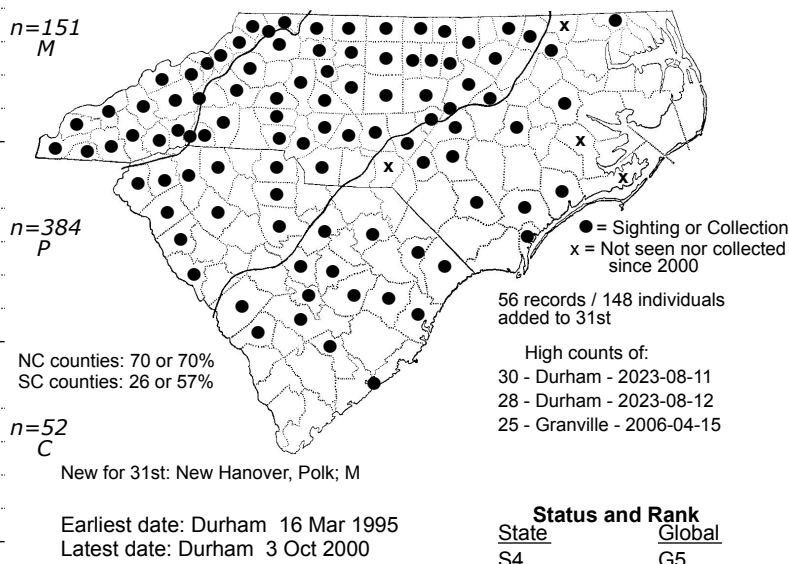 n=151
M
n=384
P
n=52
C
x
x
x
x
● = Sighting or Collection
x = Not seen nor collected
since 2000
56 records / 148 individuals
added to 31st
High counts of:
30 - Durham - 2023-08-11
28 - Durham - 2023-08-12
25 - Granville - 2006-04-15
NC counties: 70 or 70%
SC counties: 26 or 57%
New for 31st: New Hanover, Polk; M
Earliest date: Durham 16 Mar 1995
Latest date: Durham 3 Oct 2000
Status and Rank
State Global
S4 G5